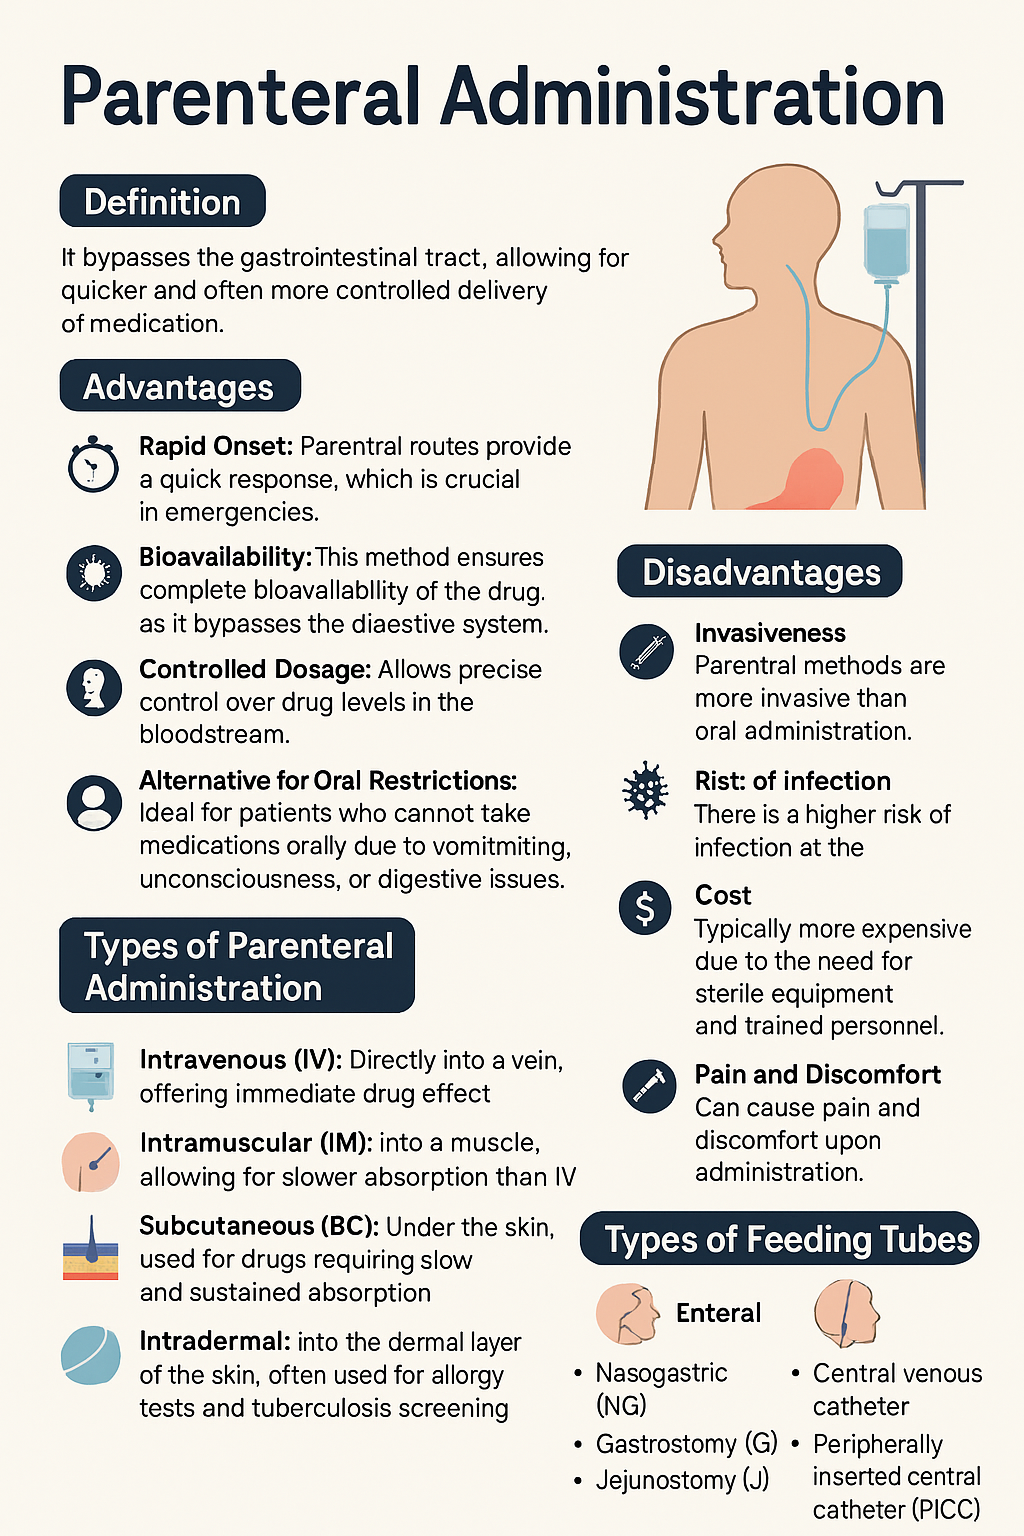 Parenteral Administration
Definition
It bypasses the gastrointestinal tract, allowing for
quicker and often more controlled delivery
of medication.
Advantages
Rapid Onset: Parentral routes provide
a quick response, which is crucial
in emergencies.
Bioavailability: This method ensures
complete bloavallabllity of the drug.
as it bypasses the diaestive system.
Controlled Dosage: Allows precise
control over drug levels in the
bloodstream.
Alternative for Oral Restrictions:
Ideal for patients who cannot take
medications orally due to vomitmiting,
unconsciousness, or digestive issues.
Types of Parenteral
Administration
Intravenous (IV): Directly into a vein,
offering immediate drug effect
Intramuscular (IM): into a muscle,
allowing for slower absorption than IV
Subcutaneous (BC): Under the skin,
used for drugs requiring slow
and sustained absorption
Intradermal: into the dermal layer
of the skin, often used for allorgy
tests and tuberculosis screening
Disadvantages
Invasiveness
Parentral methods are
more invasive than
oral administration.
Rist: of infection
There is a higher risk of
infection at the
Cost
$
Typically more expensive
due to the need for
sterile equipment
and trained personnel.
Pain and Discomfort
Can cause pain and
discomfort upon
administration.
Types of Feeding Tubes
Enteral
• Nasogastric
(NG)
• Gastrostomy (G)
• Jejunostomy (J)
• Central venous
catheter
• Peripherally
inserted central
catheter (PICC)